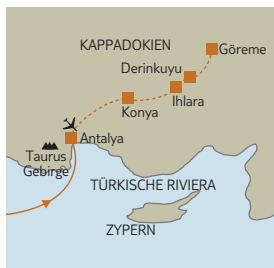 KAPPADOKIEN
Göreme
Derinkuyu
Ihlara
Konya
Antalya
Taurus
Gebirge
TÜRKISCHE RIVIERA
ZYPERN